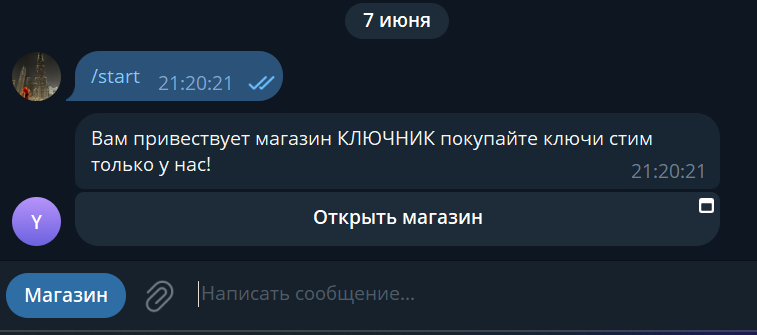 7 июня
/start 21:20:21
Вам привествует магазин КЛЮЧНИК покупайте ключи стим
только у нас!
21:20:21
Y
Открыть магазин
Магазин
Написать сообщение...